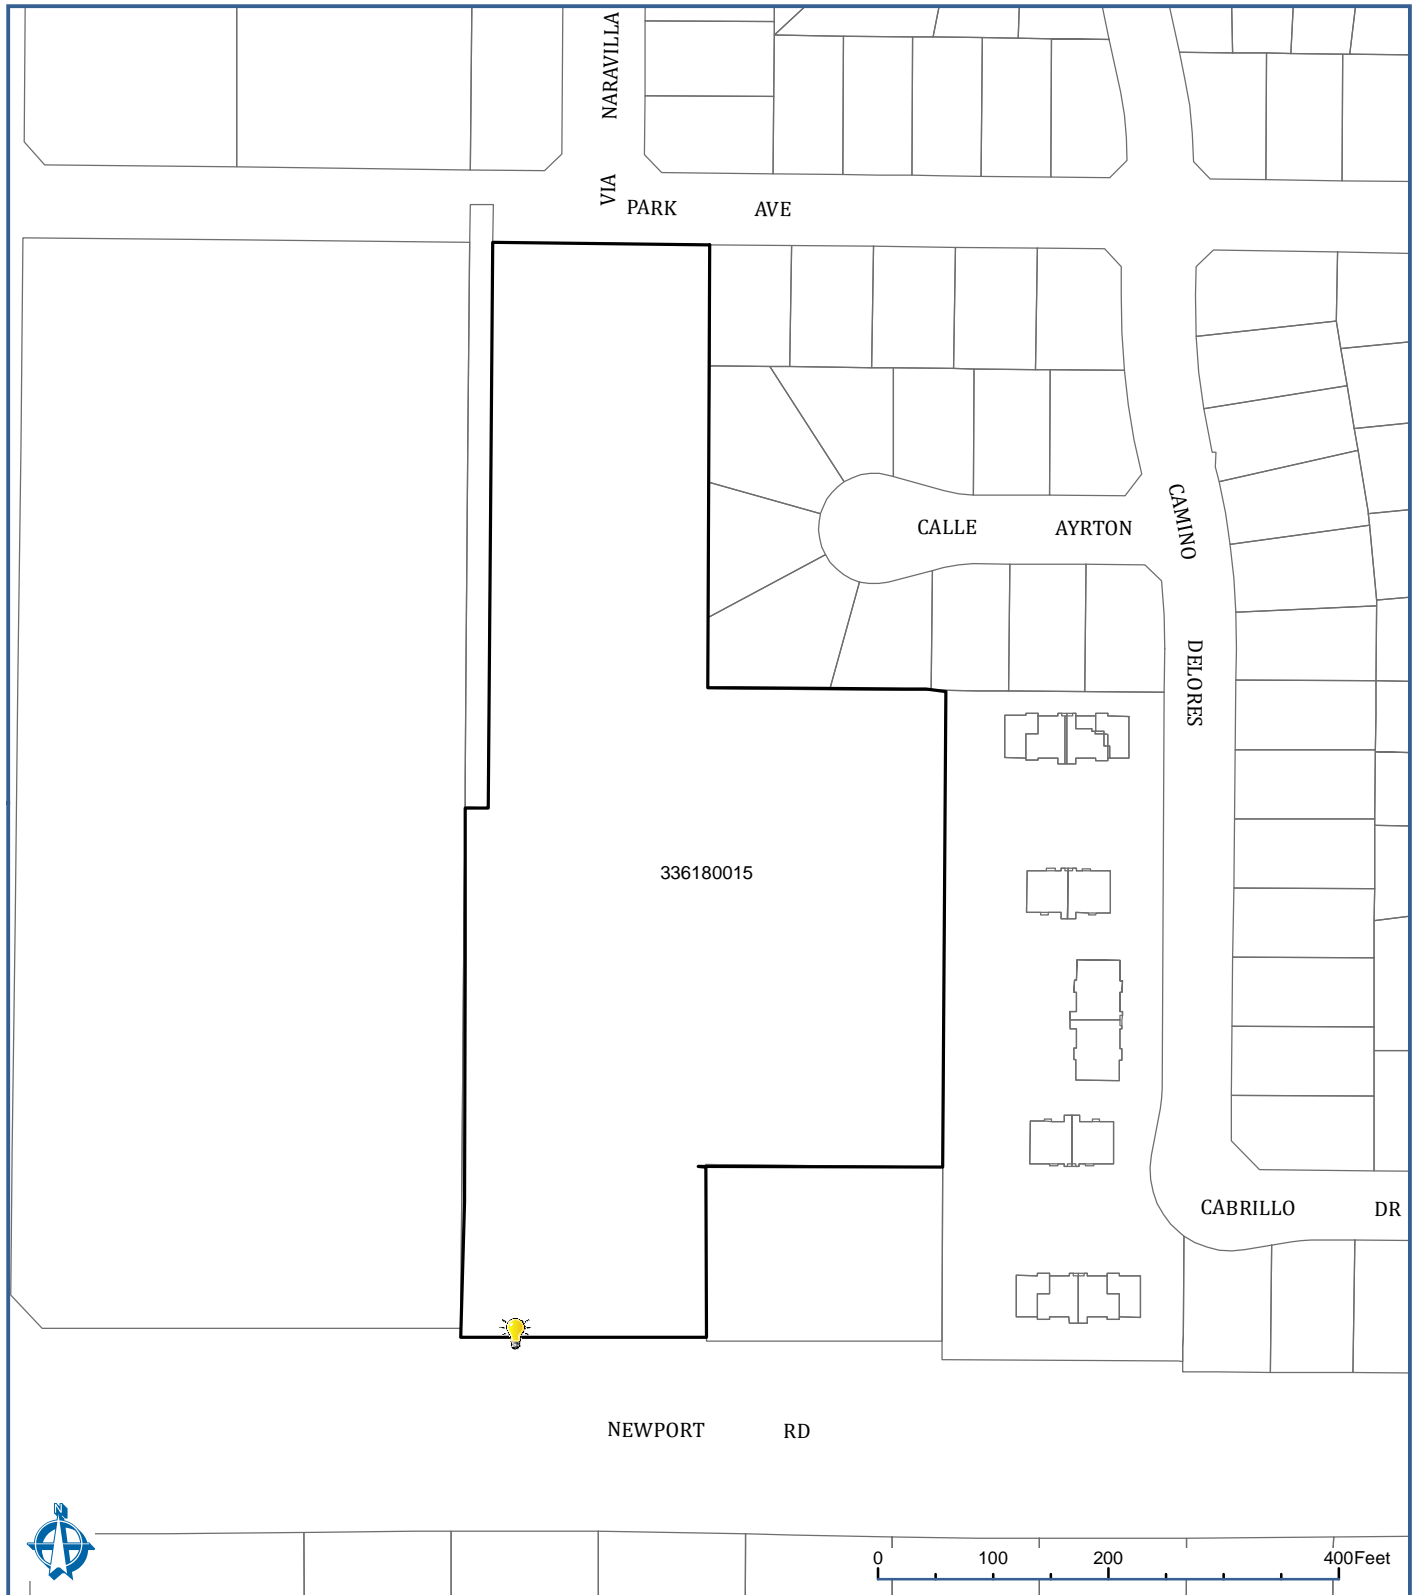 VIA NARAVILLA
PARK AVE
CALLE AYRTON
CAMINO DELORES
336180015
CABRILLO DR
NEWPORT RD
N
0 100 200 400Feet